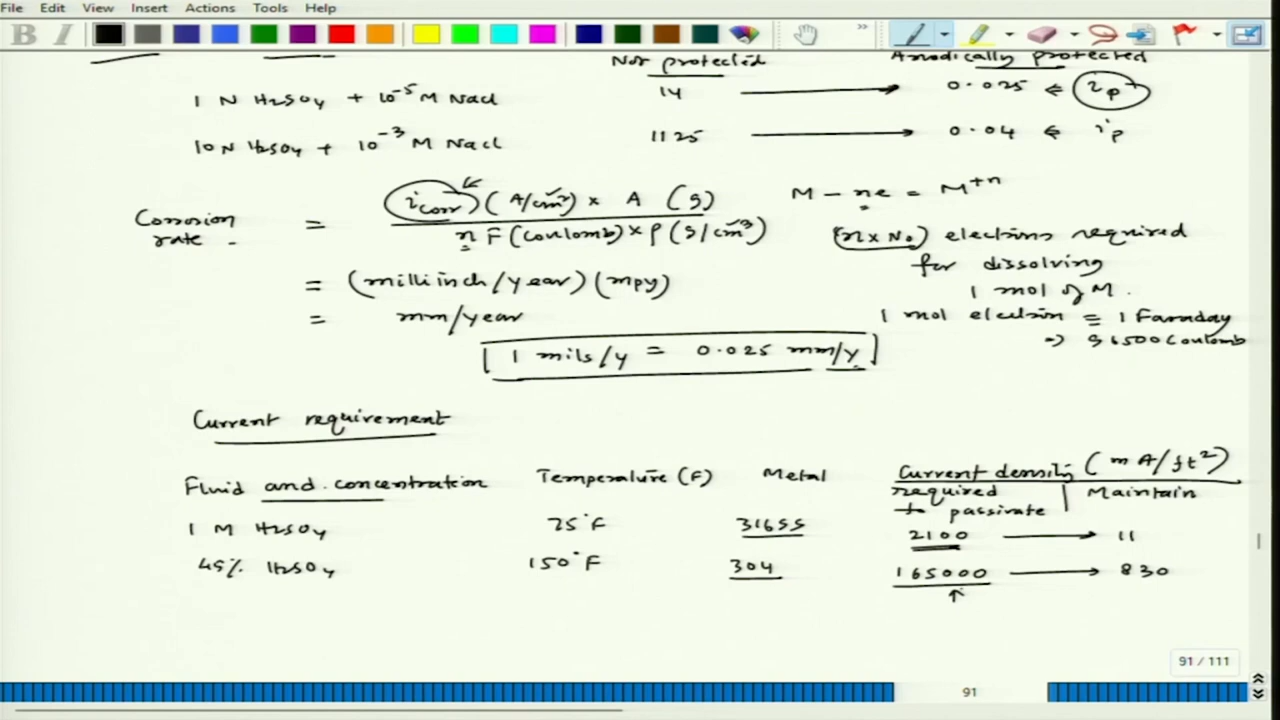 File Edit View Insert Actions Tools Help
B I
Not protected Anodically protected
1 N H2SO4 + 10⁻⁵ M NaCl 14 → 0.025 ← ip
10N H2SO4 + 10⁻³ M NaCl 1125 → 0.04 ← ip
Corrosion rate = icorr (A/cm²) × A (g) / n F (coulomb) × ρ (g/cm³)
M - ne = M⁺ⁿ
(n×N₀) electrons required
for dissolving
1 mol of M.
= (milliinch/year) (mpy)
= mm/year
1 mol electron = 1 Faraday
⇒ 96500 Coulomb
1 mils/y = 0.025 mm/y
Current requirement
Fluid and concentration Temperature (F) Metal Current density (mA/ft²)
required to passivate | Maintain
1 M H2SO4 75°F 316SS 2100 → 11
45% H2SO4 150°F 304 165000 → 830
91 / 111
91